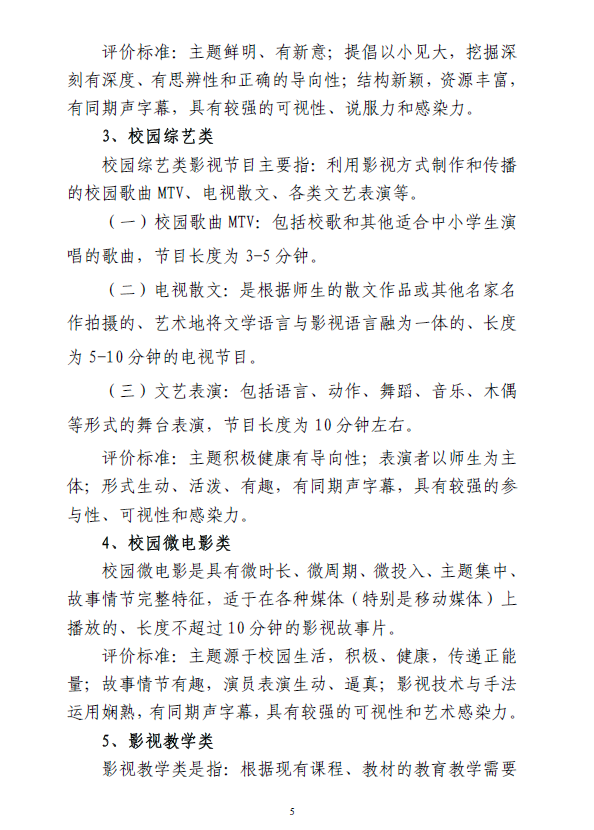 评价标准：主题鲜明、有新意；提倡以小见大，挖掘深
刻有深度、有思辨性和正确的导向性；结构新颖，资源丰富，
有同期声字幕，具有较强的可视性、说服力和感染力。
3、校园综艺类
校园综艺类影视节目主要指：利用影视方式制作和传播
的校园歌曲 MTV、电视散文、各类文艺表演等。
（一）校园歌曲 MTV：包括校歌和其他适合中小学生演
唱的歌曲，节目长度为 3-5 分钟。
（二）电视散文：是根据师生的散文作品或其他名家名
作拍摄的、艺术地将文学语言与影视语言融为一体的、长度
为 5-10 分钟的电视节目。
（三）文艺表演：包括语言、动作、舞蹈、音乐、木偶
等形式的舞台表演，节目长度为 10 分钟左右。
评价标准：主题积极健康有导向性；表演者以师生为主
体；形式生动、活泼、有趣，有同期声字幕，具有较强的参
与性、可视性和感染力。
4、校园微电影类
校园微电影是具有微时长、微周期、微投入、主题集中、
故事情节完整特征，适于在各种媒体（特别是移动媒体）上
播放的、长度不超过 10 分钟的影视故事片。
评价标准：主题源于校园生活，积极、健康，传递正能
量；故事情节有趣，演员表演生动、逼真；影视技术与手法
运用娴熟，有同期声字幕，具有较强的可视性和艺术感染力。
5、影视教学类
影视教学类是指：根据现有课程、教材的教育教学需要
5